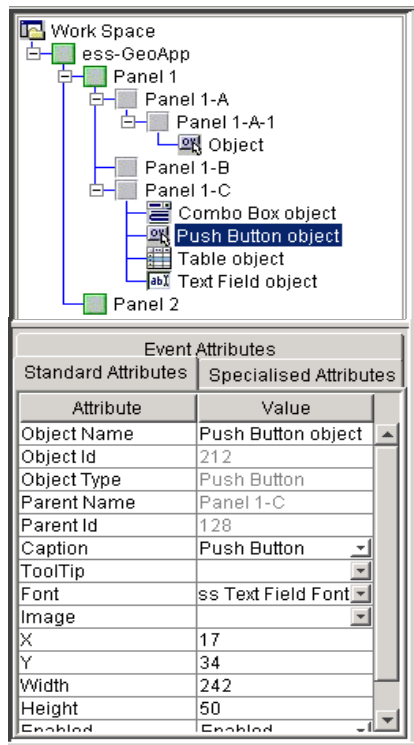 Work Space
ess-GeoApp
Panel 1
Panel 1-A
Panel 1-A-1
Object
Panel 1-B
Panel 1-C
Combo Box object
Push Button object
Table object
Text Field object
Panel 2
Event Attributes
Standard Attributes Specialised Attributes
Attribute Value
Object Name Push Button object
Object Id 212
Object Type Push Button
Parent Name Panel 1-C
Parent Id 128
Caption Push Button
ToolTip
Font ss Text Field Font
Image
X 17
Y 34
Width 242
Height 50
Enabled Enabled